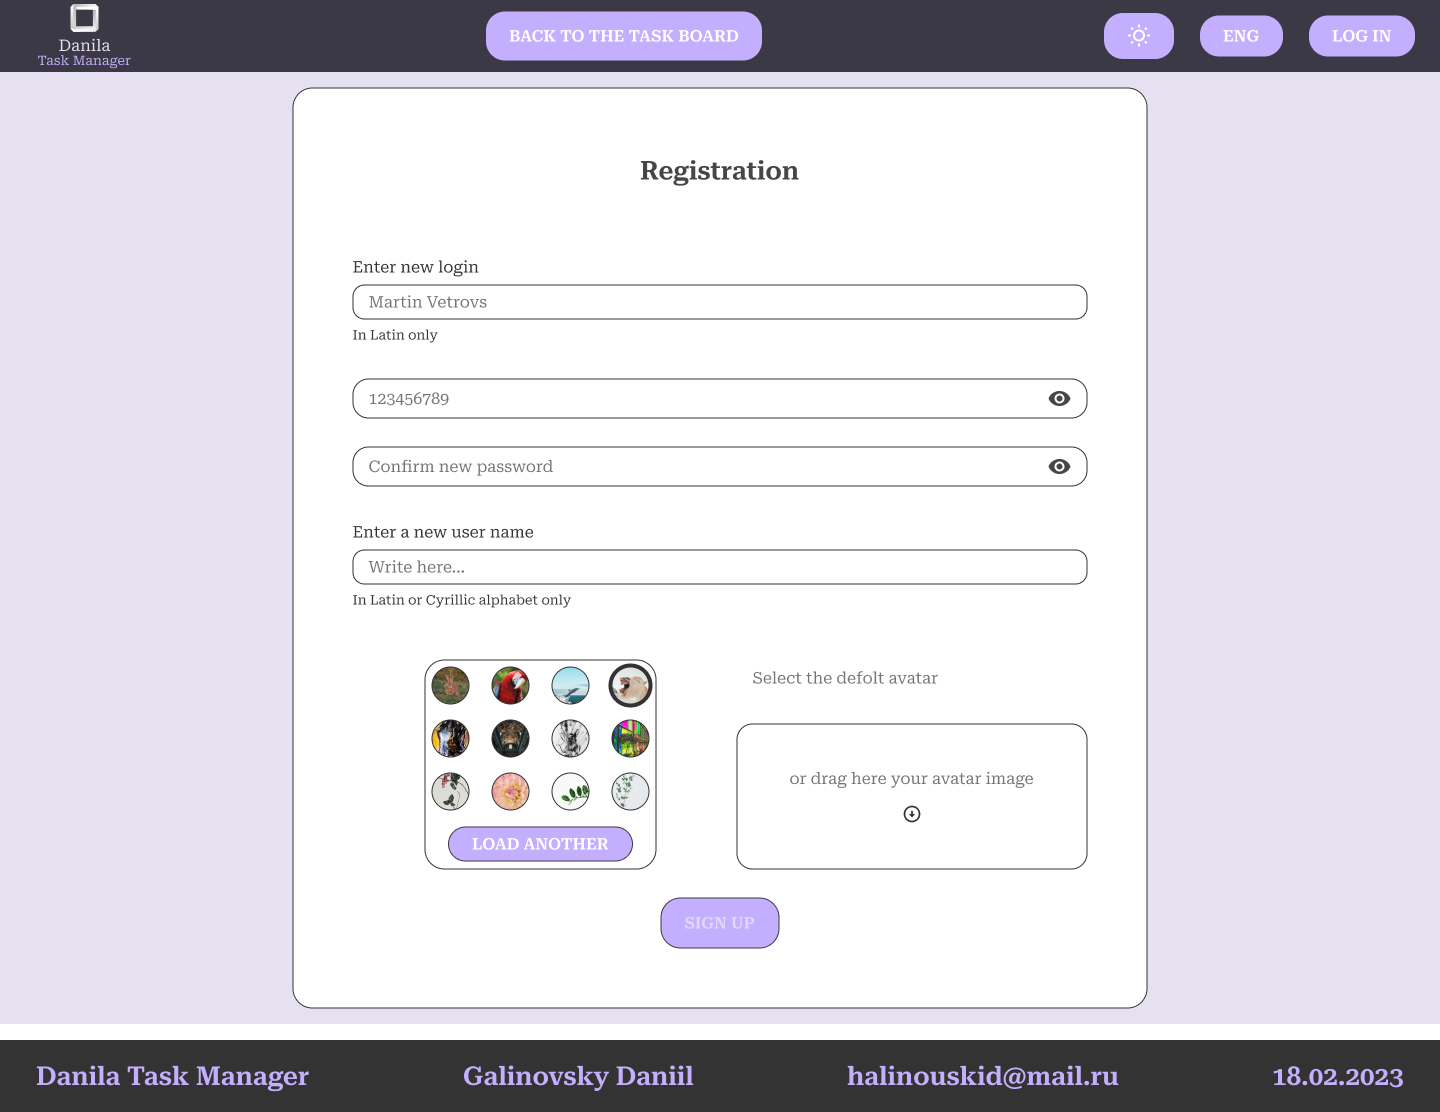 Danila
Task Manager
BACK TO THE TASK BOARD
ENG
LOG IN
Registration
Enter new login
Martin Vetrovs
In Latin only
123456789
Confirm new password
Enter a new user name
Write here...
In Latin or Cyrillic alphabet only
Select the defolt avatar
or drag here your avatar image
LOAD ANOTHER
SIGN UP
Danila Task Manager
Galinovsky Daniil
halinouskid@mail.ru
18.02.2023